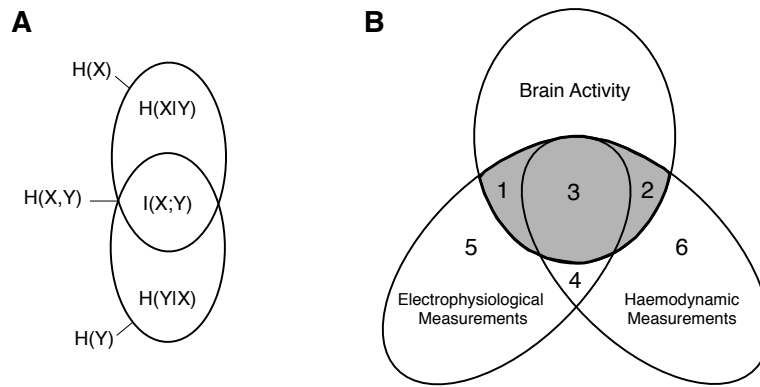 A
H(X)
H(X|Y)
H(X,Y)
I(X;Y)
H(Y|X)
H(Y)
B
Brain Activity
1
3
2
5
6
4
Electrophysiological
Measurements
Haemodynamic
Measurements